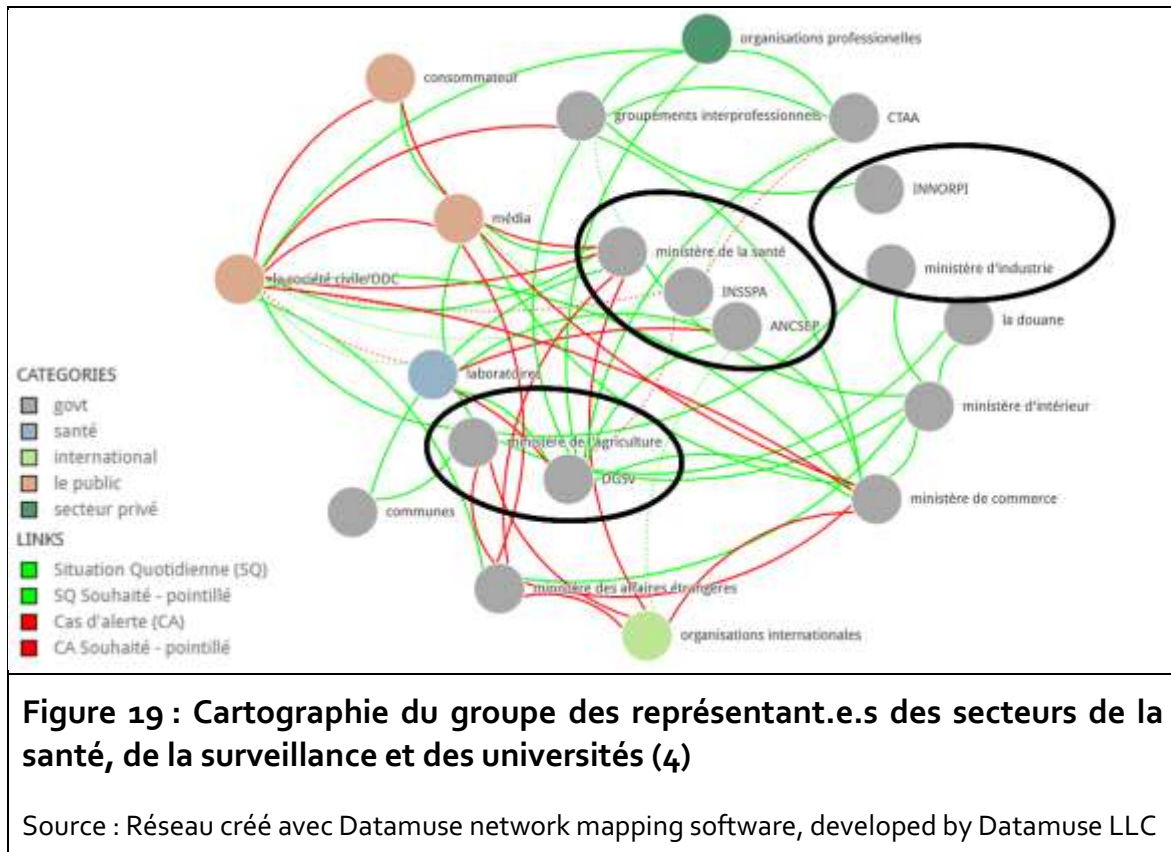 organisations professionelles
consommateur
groupements interprofessionnels
CTAA
INNORPI
média
ministère de la santé
ministère d'industrie
la société civile/ODC
INSSPA
la douane
ANCSEP
laboratoires
ministère d'intérieur
ministère de l'agriculture
DGSV
ministère de commerce
communes
ministère des affaires étrangères
organisations internationales
CATEGORIES
govt
santé
international
le public
secteur privé
LINKS
Situation Quotidienne (SQ)
SQ Souhaité - pointillé
Cas d'alerte (CA)
CA Souhaité - pointillé
Figure 19 : Cartographie du groupe des représentant.e.s des secteurs de la
santé, de la surveillance et des universités (4)
Source : Réseau créé avec Datamuse network mapping software, developed by Datamuse LLC